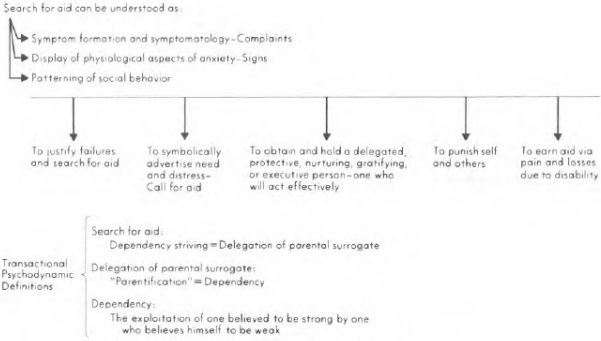 Search for aid can be understood as:
Symptom formation and symptomatology–Complaints
Display of physiological aspects of anxiety–Signs
Patterning of social behavior
To justify failures
and search for aid
To symbolically
advertise need
and distress–
Call for aid
To obtain and hold a delegated,
protective, nurturing, gratifying,
or executive person–one who
will act effectively
To punish self
and others
To earn aid via
pain and losses
due to disability
Transactional
Psychodynamic
Definitions
Search for aid:
Dependency striving=Delegation of parental surrogate
Delegation of parental surrogate:
"Parentification"=Dependency
Dependency:
The exploitation of one believed to be strong by one
who believes himself to be weak